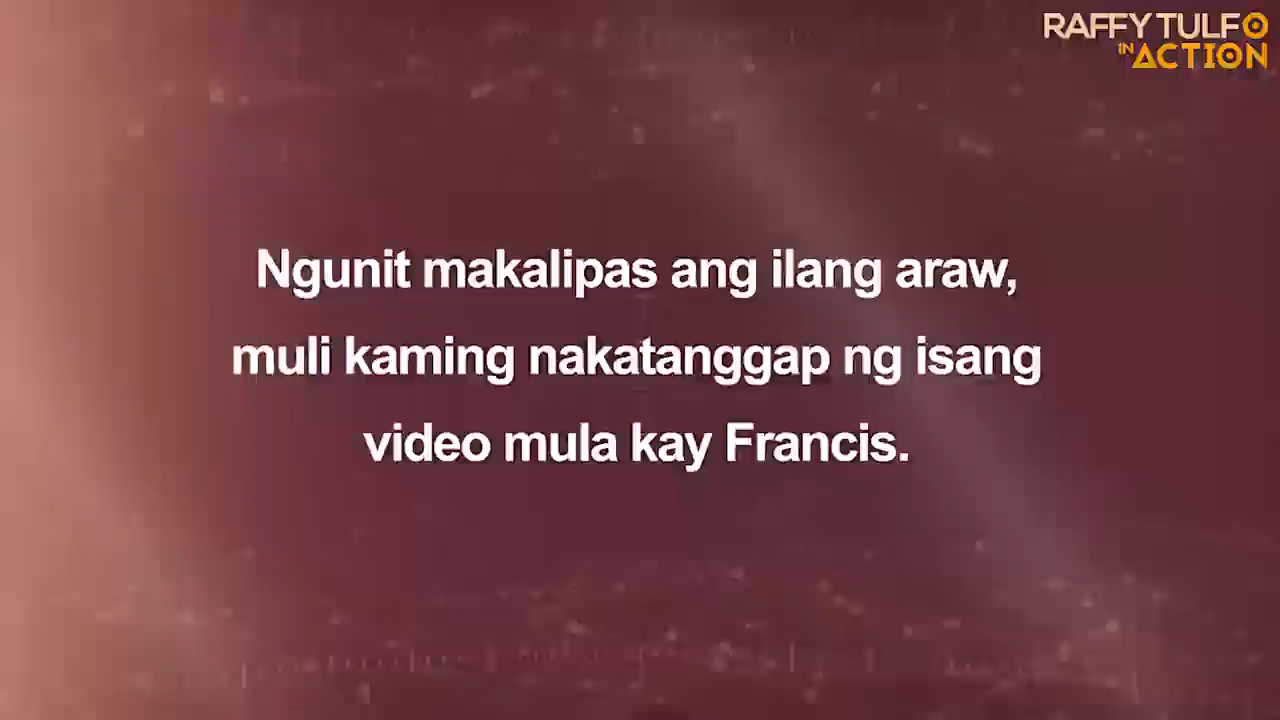 RAFFY TULFO
IN ACTION
Ngunit makalipas ang ilang araw,
muli kaming nakatanggap ng isang
video mula kay Francis.